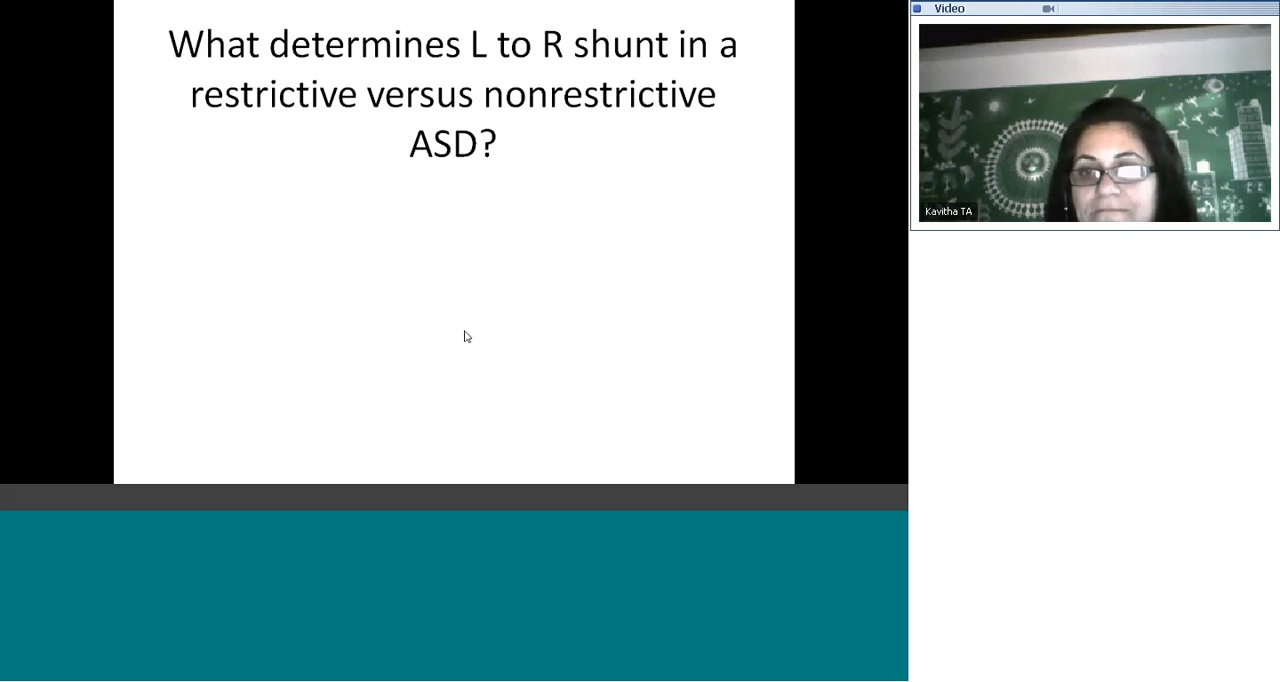 What determines L to R shunt in a
restrictive versus nonrestrictive
ASD?
Video
Kavitha TA